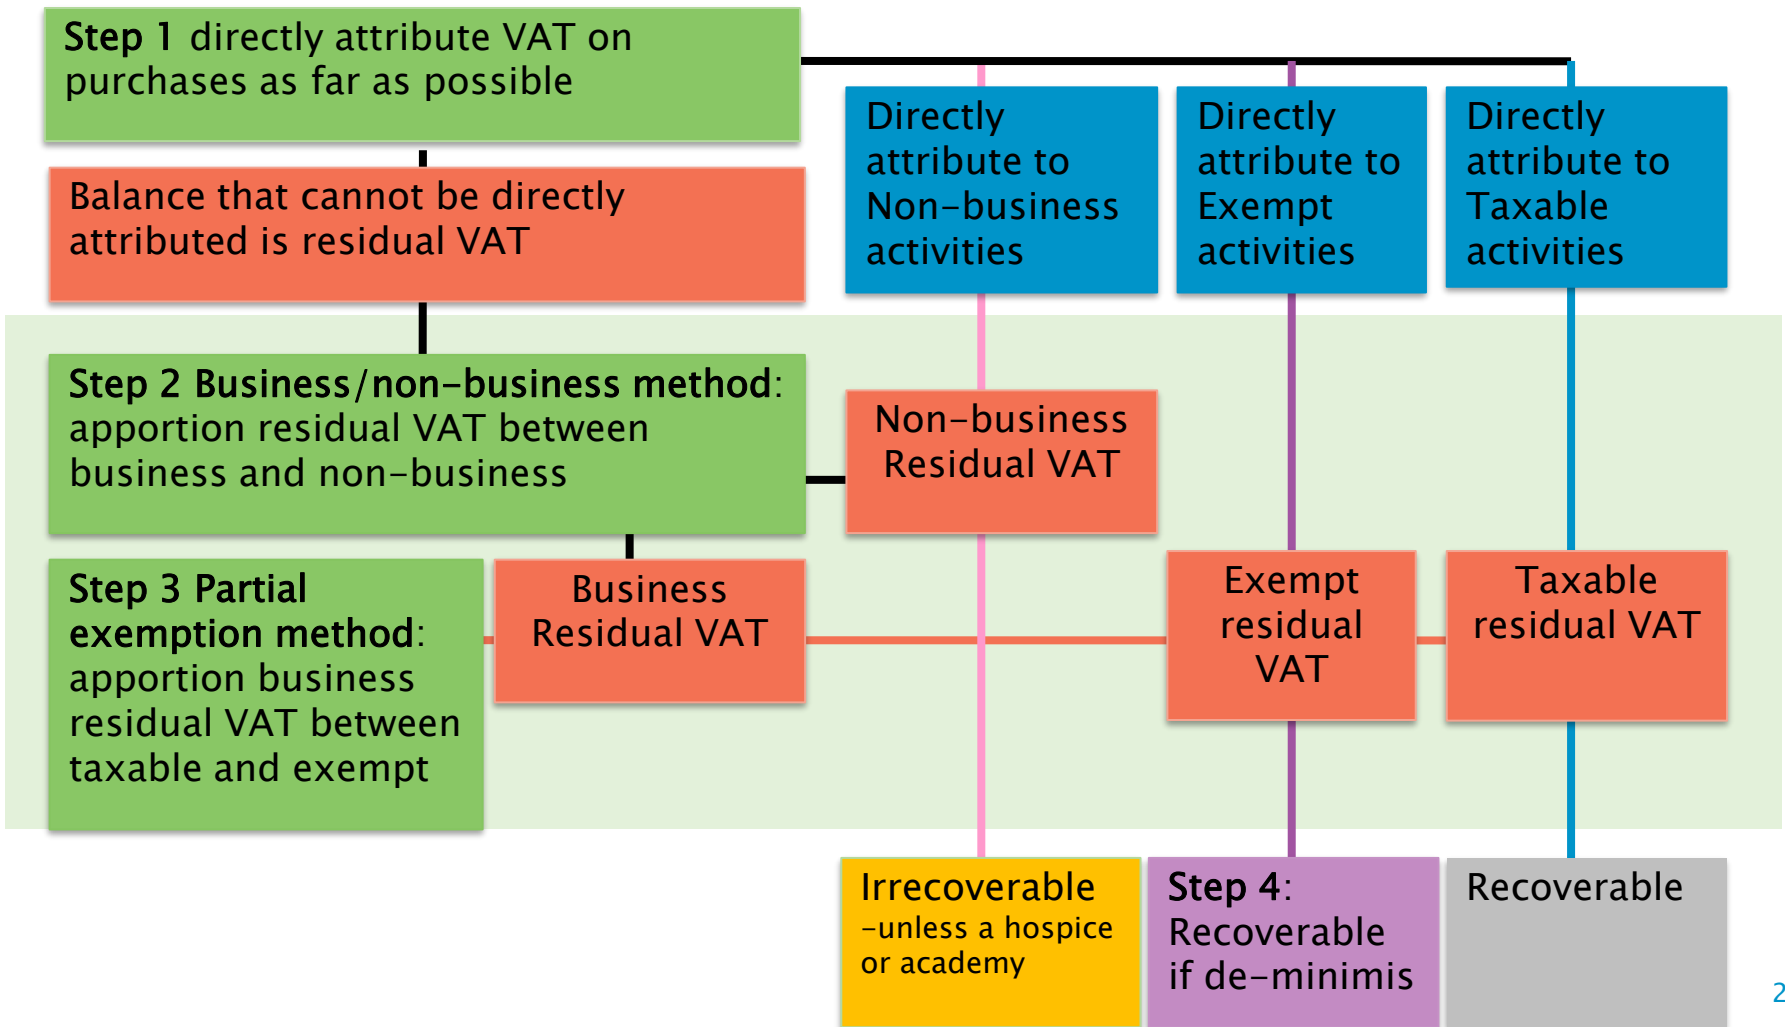 Step 1 directly attribute VAT on
purchases as far as possible
Balance that cannot be directly
attributed is residual VAT
Directly
attribute to
Non-business
activities
Directly
attribute to
Exempt
activities
Directly
attribute to
Taxable
activities
Step 2 Business/non-business method:
apportion residual VAT between
business and non-business
Non-business
Residual VAT
Step 3 Partial
exemption method:
apportion business
residual VAT between
taxable and exempt
Business
Residual VAT
Exempt
residual
VAT
Taxable
residual VAT
Irrecoverable
-unless a hospice
or academy
Step 4:
Recoverable
if de-minimis
Recoverable
2